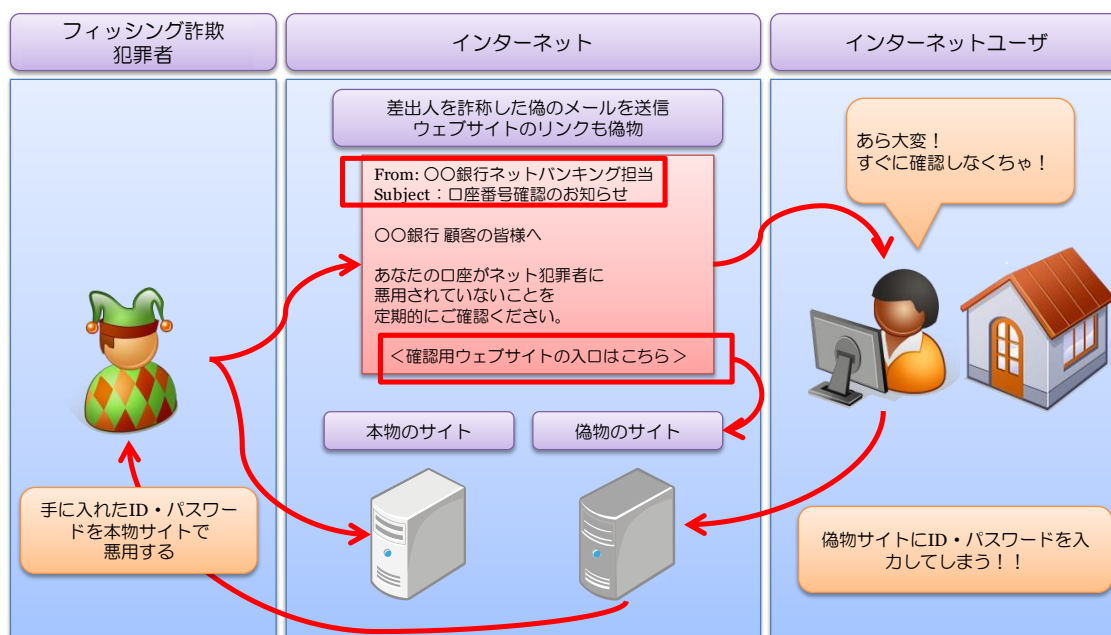 フィッシング詐欺
犯罪者
インターネット
インターネットユーザ
差出人を詐称した偽のメールを送信
ウェブサイトのリンクも偽物
From: 〇〇銀行ネットバンキング担当
Subject：口座番号確認のお知らせ
〇〇銀行 顧客の皆様へ
あなたの口座がネット犯罪者に
悪用されていないことを
定期的にご確認ください。
＜確認用ウェブサイトの入口はこちら＞
あら大変！
すぐに確認しなくちゃ！
本物のサイト
偽物のサイト
手に入れたID・パスワー
ドを本物サイトで
悪用する
偽物サイトにID・パスワードを入
力してしまう！！